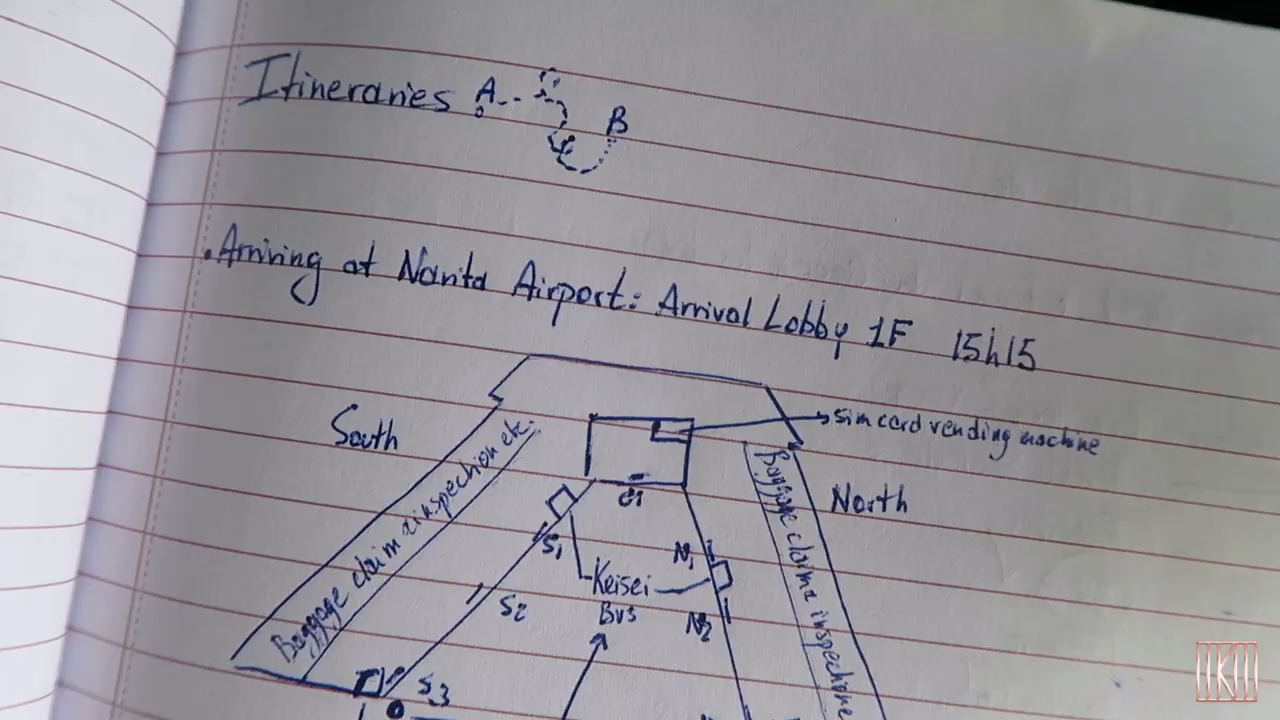 Itineraries A B
. Arriving at Narita Airport: Arrival Lobby 1F 15h15
South
sim card vending machine
Baggage claim & inspection etc.
Baggage claim & inspection
North
C1
S1
N1
Keisei
Bus
S2
N2
S3
K